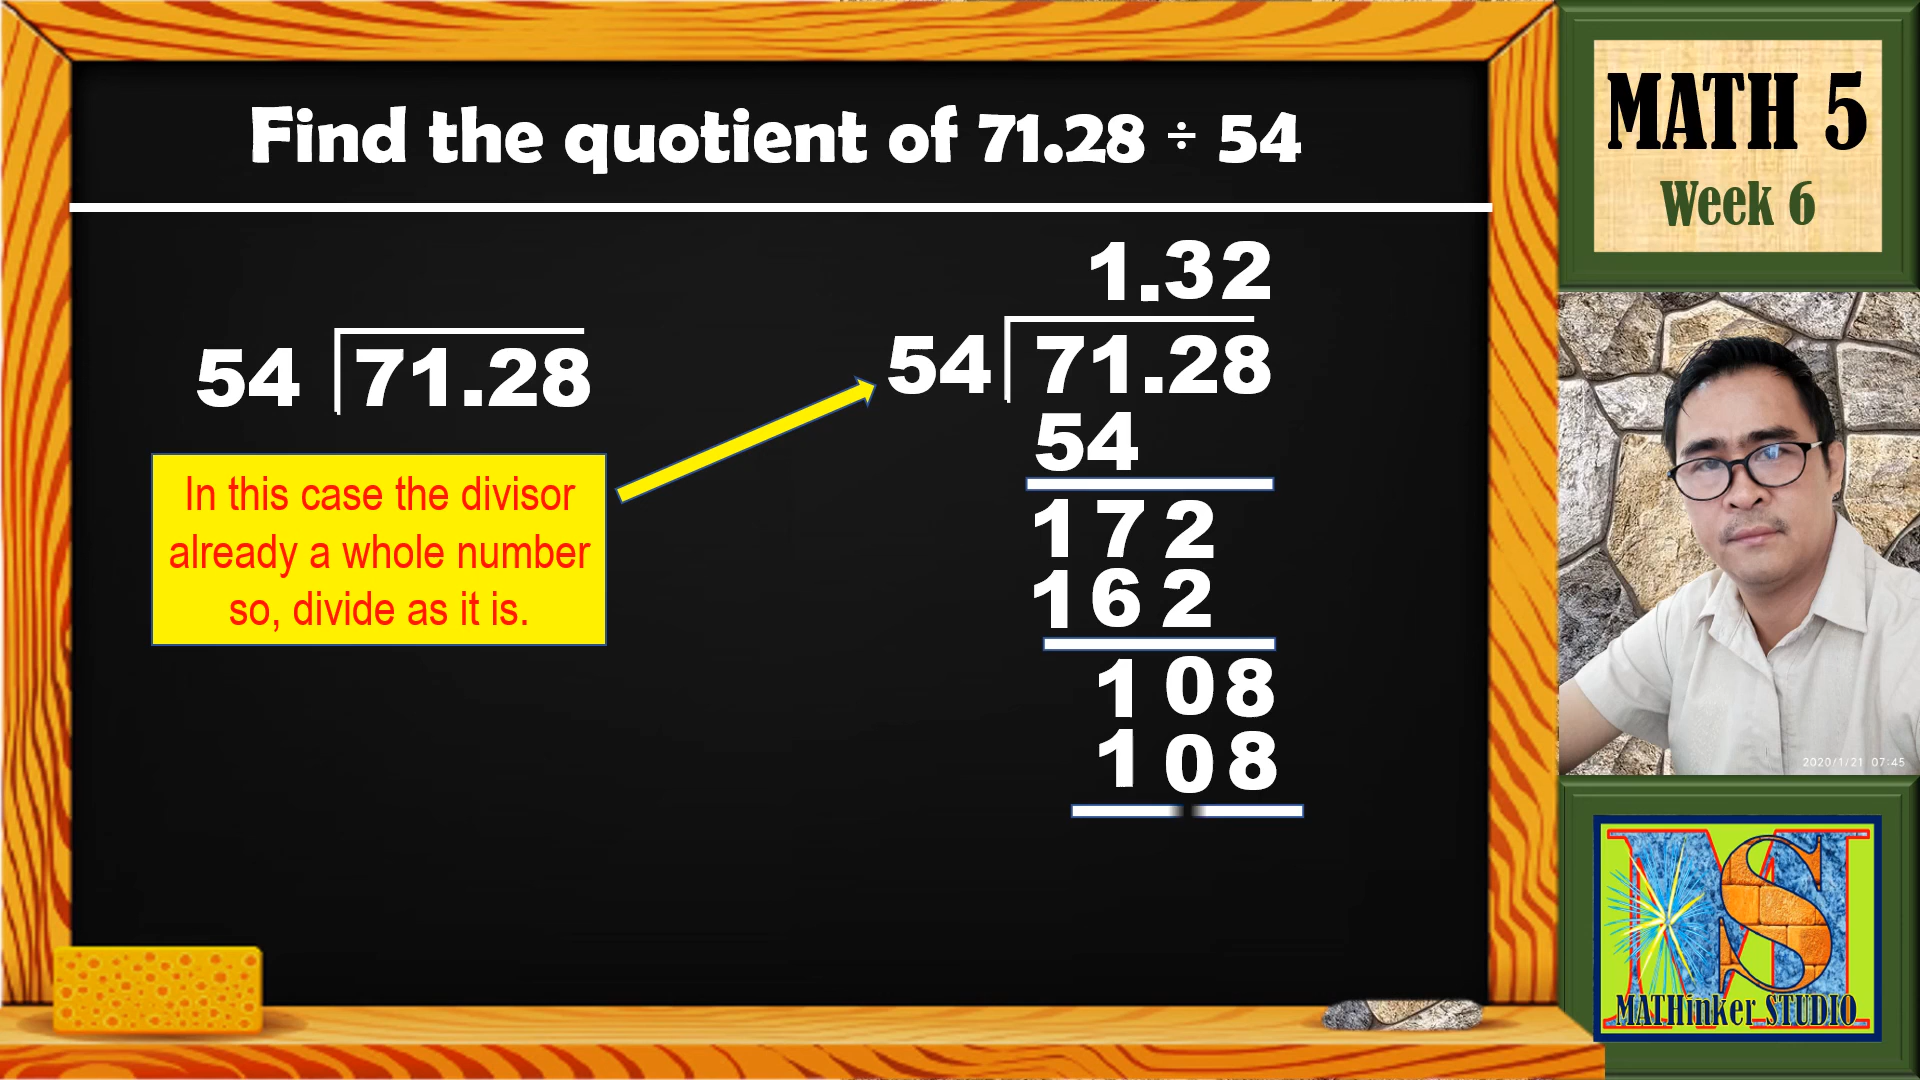 Find the quotient of 71.28 ÷ 54
54 71.28
In this case the divisor
already a whole number
so, divide as it is.
1.32
54 71.28
54
172
162
108
108
MATH 5
Week 6
2020/1/21 07:45
MS
MATHinker STUDIO